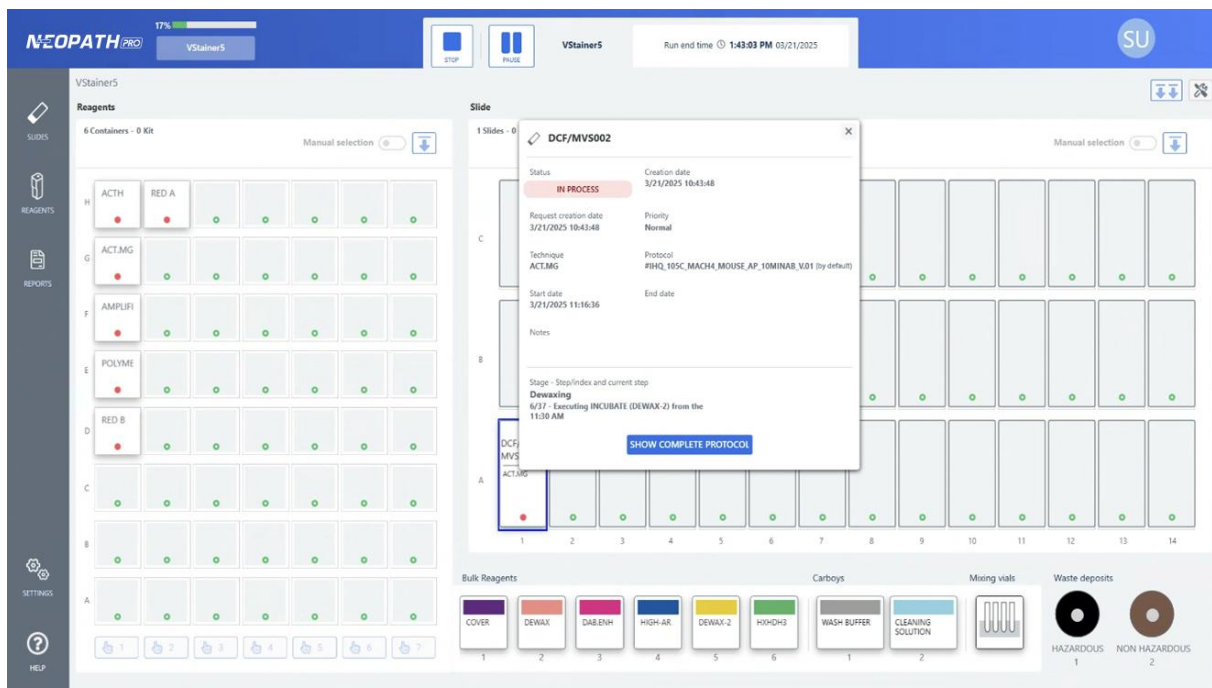 NEOPATH PRO
17%
VStainer5
STOP
PAUSE
VStainer5
Run end time 1:43:03 PM 03/21/2025
SU
SLIDES
REAGENTS
REPORTS
SETTINGS
HELP
VStainer5
Reagents
6 Containers - 0 Kit
Manual selection
H
ACTH
RED A
G
ACT.MG
F
AMPLIFI
E
POLYME
D
RED B
C
B
A
1 2 3 4 5 6 7
Slide
1 Slides - 0
Manual selection
DCF/MVS002
Status
IN PROCESS
Creation date
3/21/2025 10:43:48
Request creation date
3/21/2025 10:43:48
Priority
Normal
Technique
ACT.MG
Protocol
#IHQ_105C_MACH4_MOUSE_AP_10MINAB_V.01 (by default)
Start date
3/21/2025 11:16:36
End date
Notes
Stage - Step/index and current step
Dewaxing
6/37 - Executing INCUBATE (DEWAX-2) from the
11:30 AM
SHOW COMPLETE PROTOCOL
C
B
A
DCF/
MVS
ACT.MG
1 2 3 4 5 6 7 8 9 10 11 12 13 14
Bulk Reagents
COVER
DEWAX
DAB.ENH
HIGH-AR
DEWAX-2
HXHDH3
1 2 3 4 5 6
Carboys
WASH BUFFER
CLEANING
SOLUTION
1 2
Mixing vials
Waste deposits
HAZARDOUS
1
NON HAZARDOUS
2